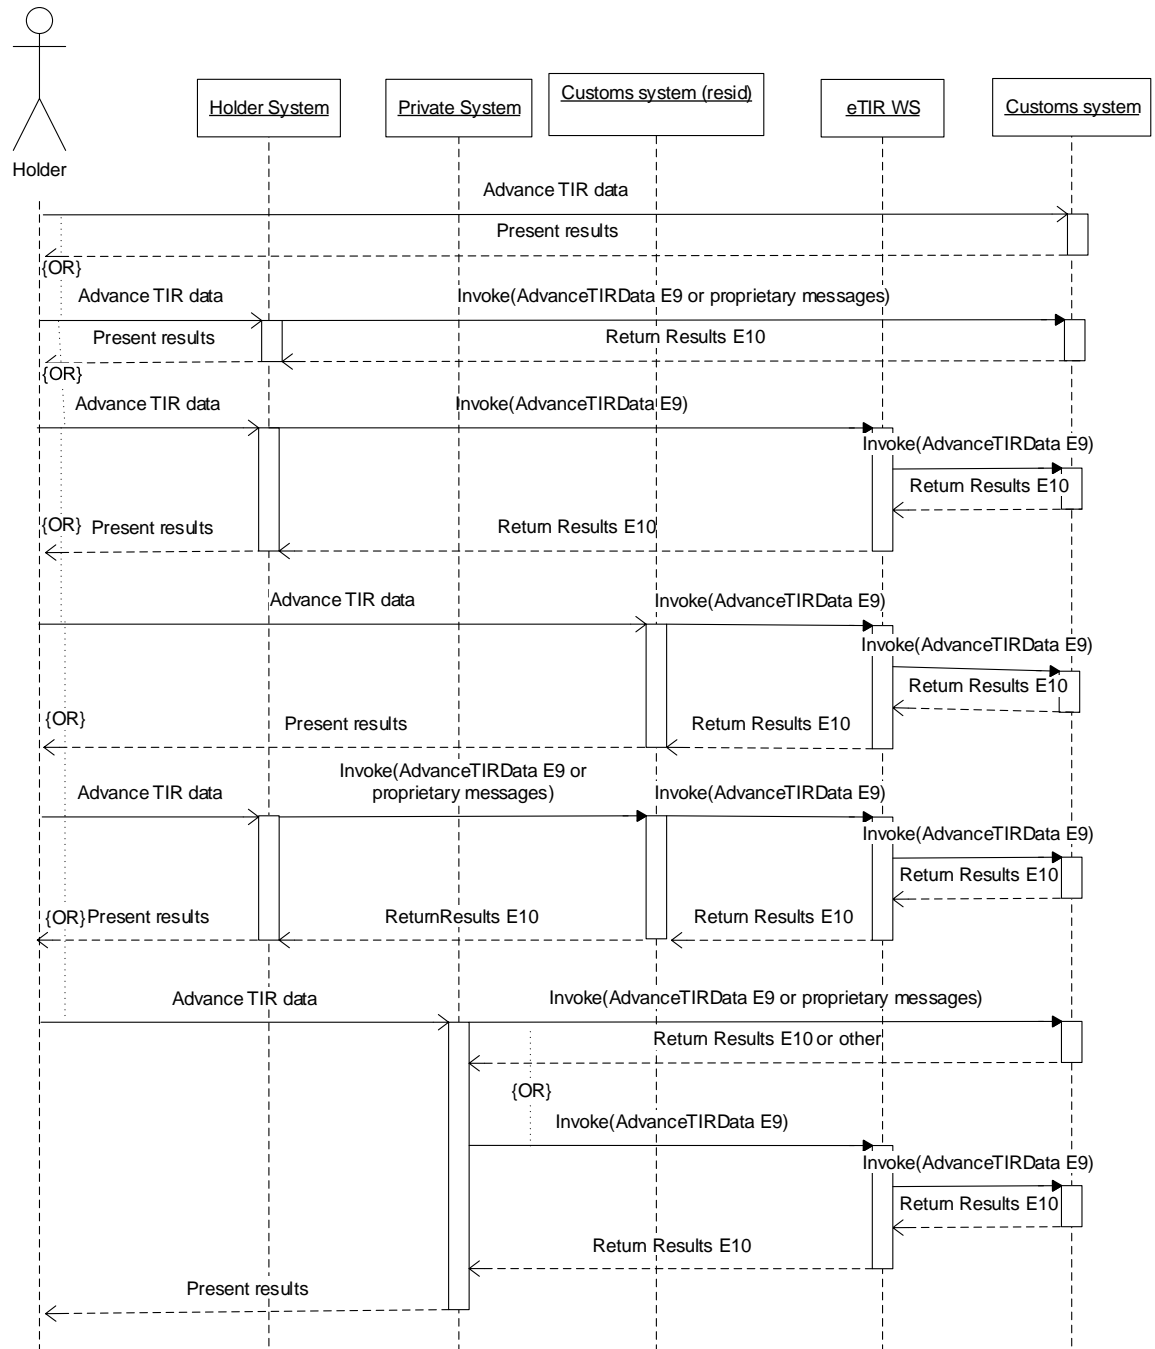 Holder
Holder System
Private System
Customs system (resid)
eTIR WS
Customs system
Advance TIR data
Present results
{OR}
Advance TIR data
Invoke(AdvanceTIRData E9 or proprietary messages)
Present results
Return Results E10
{OR}
Advance TIR data
Invoke(AdvanceTIRData E9)
Invoke(AdvanceTIRData E9)
Return Results E10
{OR}
Present results
Return Results E10
Advance TIR data
Invoke(AdvanceTIRData E9)
Invoke(AdvanceTIRData E9)
Return Results E10
{OR}
Present results
Return Results E10
Invoke(AdvanceTIRData E9 or
proprietary messages)
Advance TIR data
Invoke(AdvanceTIRData E9)
Invoke(AdvanceTIRData E9)
Return Results E10
{OR}
Present results
ReturnResults E10
Return Results E10
Advance TIR data
Invoke(AdvanceTIRData E9 or proprietary messages)
Return Results E10 or other
{OR}
Invoke(AdvanceTIRData E9)
Invoke(AdvanceTIRData E9)
Return Results E10
Return Results E10
Present results